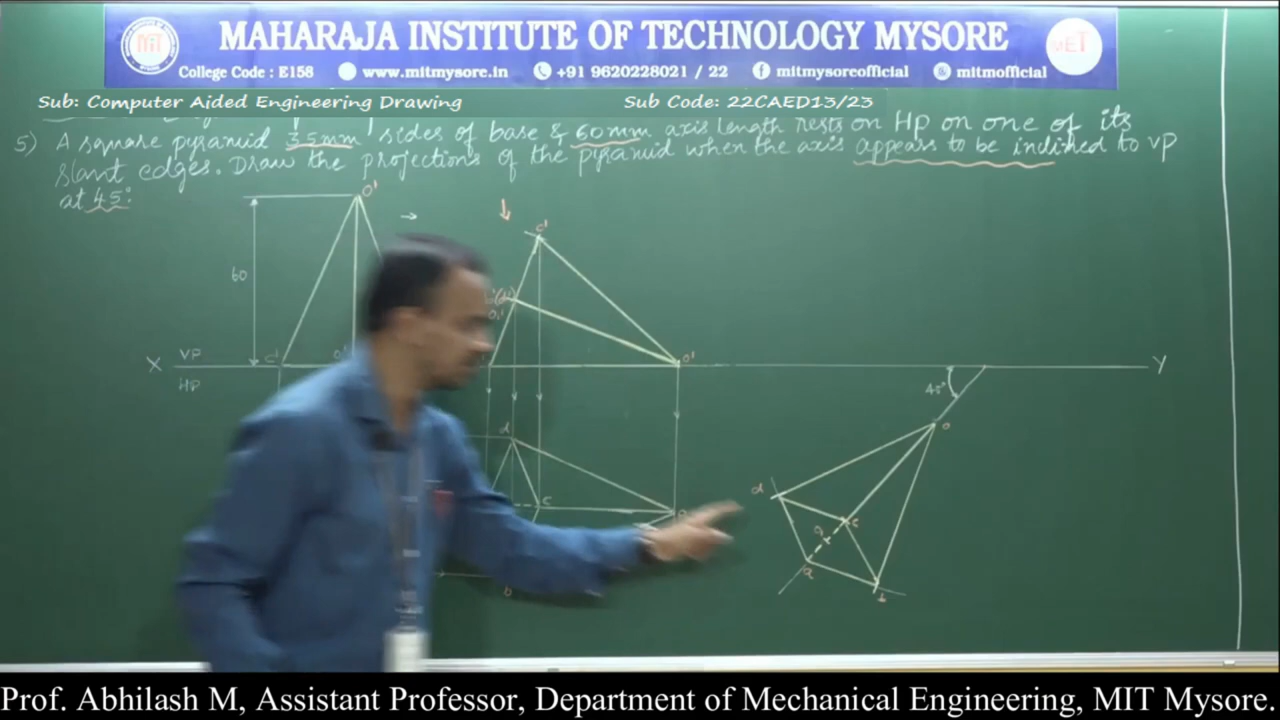 MIT
MAHARAJA INSTITUTE OF TECHNOLOGY MYSORE
MET
College Code : E158 www.mitmysore.in +91 9620228021 / 22 mitmysoreofficial mitmofficial
Sub: Computer Aided Engineering Drawing Sub Code: 22CAED13/23
5) A square pyramid 35mm sides of base & 60mm axis length rests on HP on one of its
slant edges. Draw the projections of the pyramid when the axis appears to be inclined to VP
at 45°.
O'
O'
60
X VP C' O' O' Y
HP
45°
d
o
d
c
c
a
b
Prof. Abhilash M, Assistant Professor, Department of Mechanical Engineering, MIT Mysore.